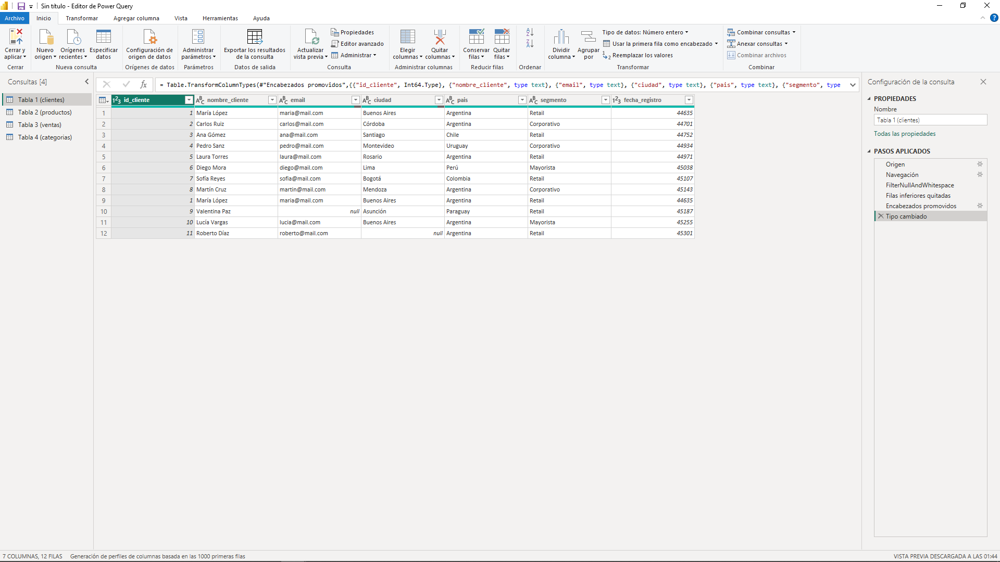 Sin título - Editor de Power Query
Archivo Inicio Transformar Agregar columna Vista Herramientas Ayuda
Cerrar y aplicar
Cerrar
Nuevo origen
Orígenes recientes
Especificar datos
Nueva consulta
Configuración de origen de datos
Orígenes de datos
Administrar parámetros
Parámetros
Exportar los resultados de la consulta
Datos de salida
Actualizar vista previa
Propiedades
Editor avanzado
Administrar
Consulta
Elegir columnas
Quitar columnas
Administrar columnas
Conservar filas
Quitar filas
Reducir filas
Ordenar
Dividir columna
Agrupar por
Tipo de datos: Número entero
Usar la primera fila como encabezado
Reemplazar los valores
Transformar
Combinar consultas
Anexar consultas
Combinar archivos
Combinar
Consultas [4]
Tabla 1 (clientes)
Tabla 2 (productos)
Tabla 3 (ventas)
Tabla 4 (categorias)
= Table.TransformColumnTypes(#"Encabezados promovidos",{{"id_cliente", Int64.Type}, {"nombre_cliente", type text}, {"email", type text}, {"ciudad", type text}, {"pais", type text}, {"segmento", type
id_cliente nombre_cliente email ciudad pais segmento fecha_registro
1 1 María López maria@mail.com Buenos Aires Argentina Retail 44635
2 2 Carlos Ruiz carlos@mail.com Córdoba Argentina Corporativo 44701
3 3 Ana Gómez ana@mail.com Santiago Chile Retail 44752
4 4 Pedro Sanz pedro@mail.com Montevideo Uruguay Corporativo 44934
5 5 Laura Torres laura@mail.com Rosario Argentina Retail 44971
6 6 Diego Mora diego@mail.com Lima Perú Mayorista 45038
7 7 Sofía Reyes sofia@mail.com Bogotá Colombia Retail 45107
8 8 Martín Cruz martin@mail.com Mendoza Argentina Corporativo 45143
9 1 María López maria@mail.com Buenos Aires Argentina Retail 44635
10 9 Valentina Paz null Asunción Paraguay Retail 45187
11 10 Lucía Vargas lucia@mail.com Buenos Aires Argentina Mayorista 45255
12 11 Roberto Díaz roberto@mail.com null Argentina Retail 45301
Configuración de la consulta
PROPIEDADES
Nombre
Tabla 1 (clientes)
Todas las propiedades
PASOS APLICADOS
Origen
Navegación
FilterNullAndWhitespace
Filas inferiores quitadas
Encabezados promovidos
Tipo cambiado
7 COLUMNAS, 12 FILAS Generación de perfiles de columnas basada en las 1000 primeras filas
VISTA PREVIA DESCARGADA A LAS 01:44